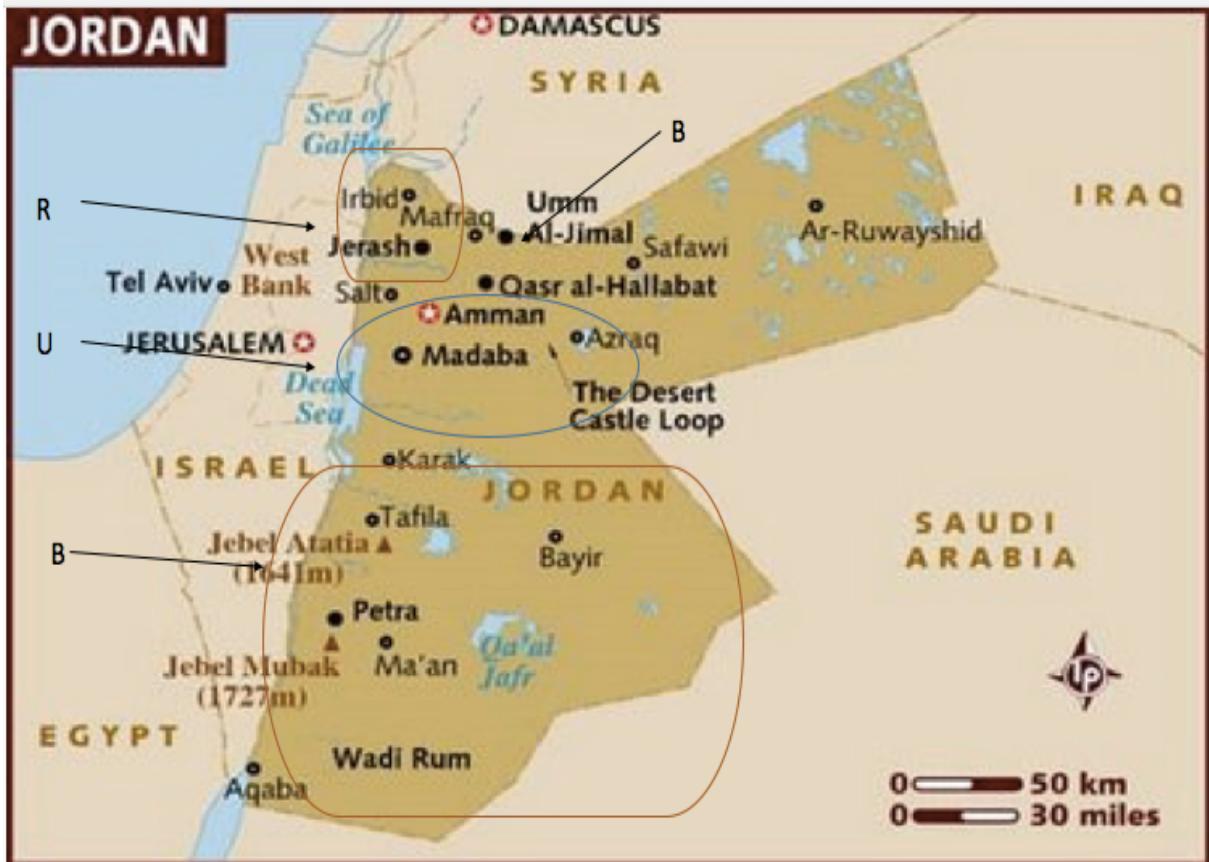 JORDAN
DAMASCUS
SYRIA
Sea of
Galilee
B
IRAQ
Irbid
Mafraq
Umm
Al-Jimal
R
Jerash
Safawi
Ar-Ruwayshid
West
Bank
Tel Aviv
Salt
Qasr al-Hallabat
Amman
U
JERUSALEM
Madaba
Azraq
Dead
Sea
The Desert
Castle Loop
ISRAEL
Karak
JORDAN
Tafila
SAUDI
ARABIA
B
Jebel Atatia
(1641m)
Bayir
Petra
Jebel Mubak
(1727m)
Ma'an
Qa'al
Jafr
LP
EGYPT
Wadi Rum
Aqaba
0 50 km
0 30 miles